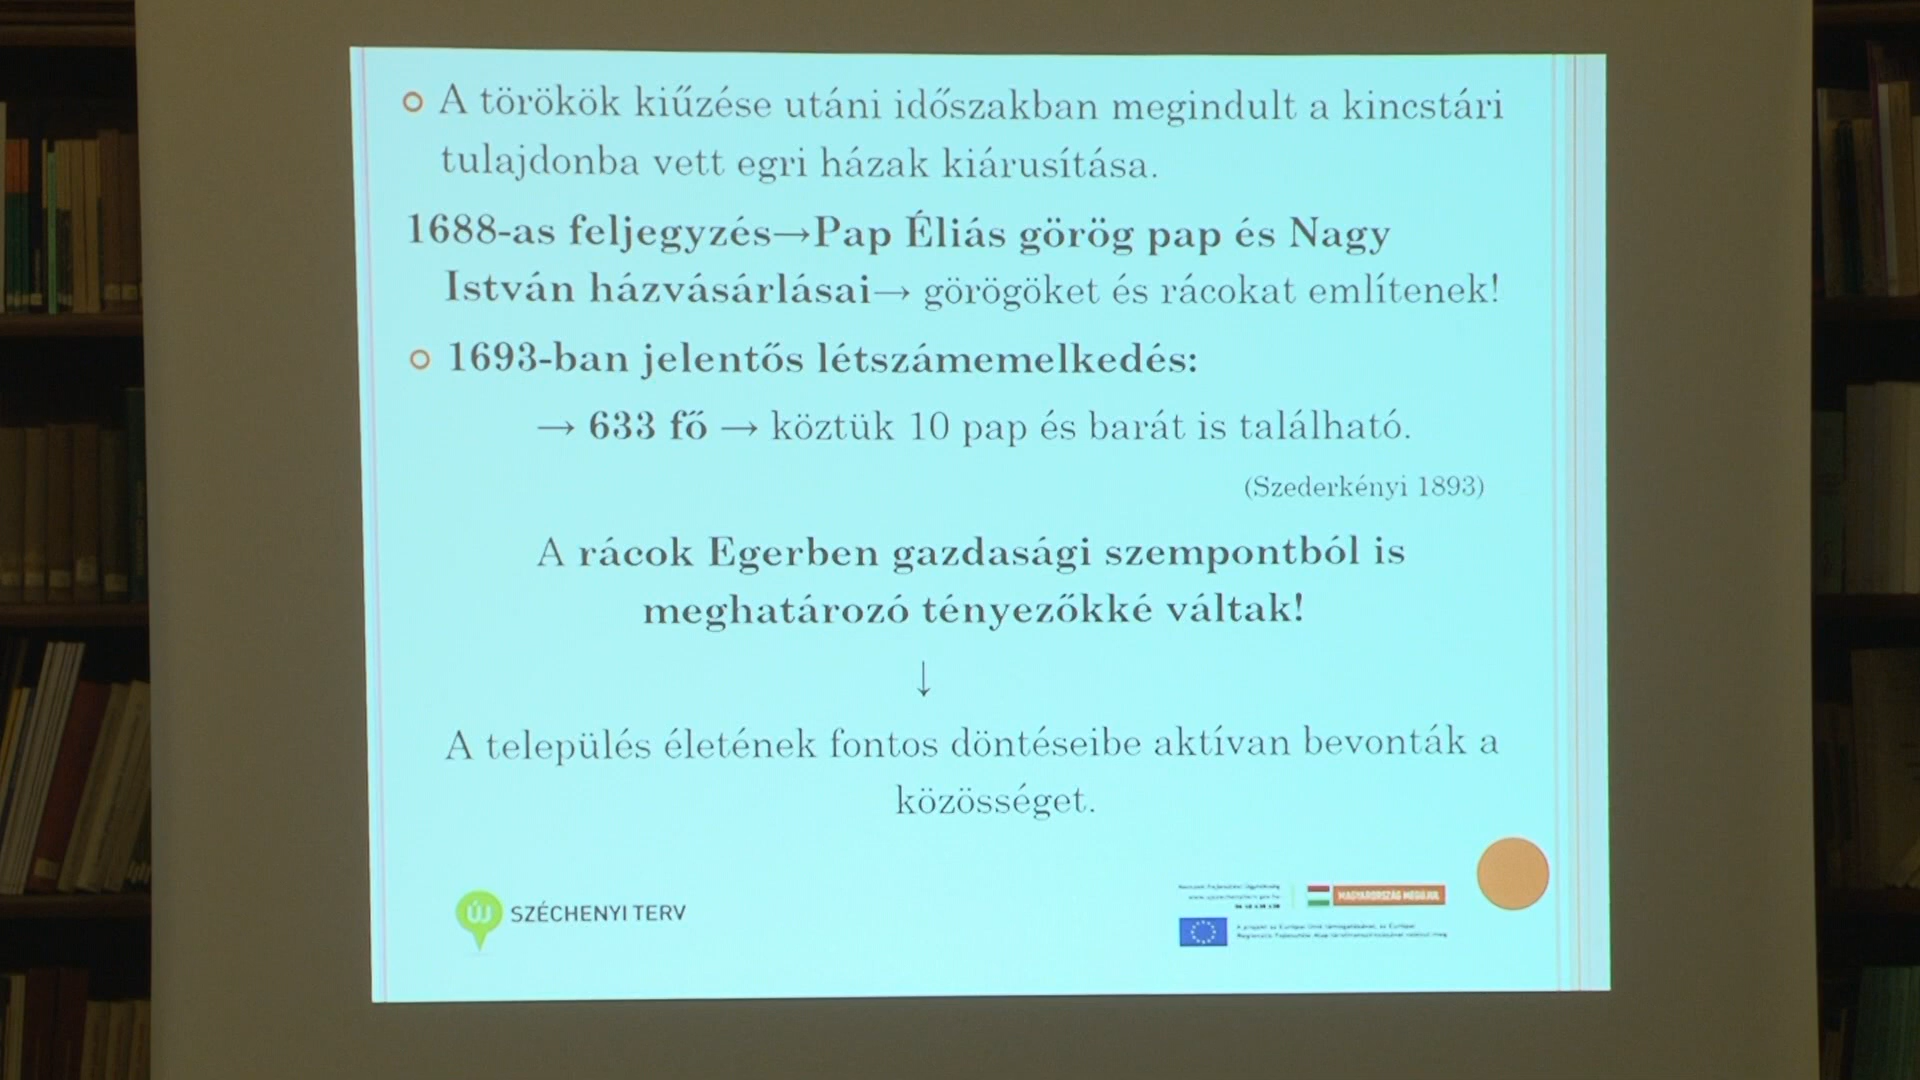 A törökök kiűzése utáni időszakban megindult a kincstári
tulajdonba vett egri házak kiárusítása.
1688-as feljegyzés→Pap Éliás görög pap és Nagy
István házvásárlásai→ görögöket és rácokat említenek!
1693-ban jelentős létszámemelkedés:
→ 633 fő → köztük 10 pap és barát is található.
(Szederkényi 1893)
A rácok Egerben gazdasági szempontból is
meghatározó tényezőkké váltak!
↓
A település életének fontos döntéseibe aktívan bevonták a
közösséget.
ÚJ SZÉCHENYI TERV
MAGYARORSZÁG MEGÚJUL